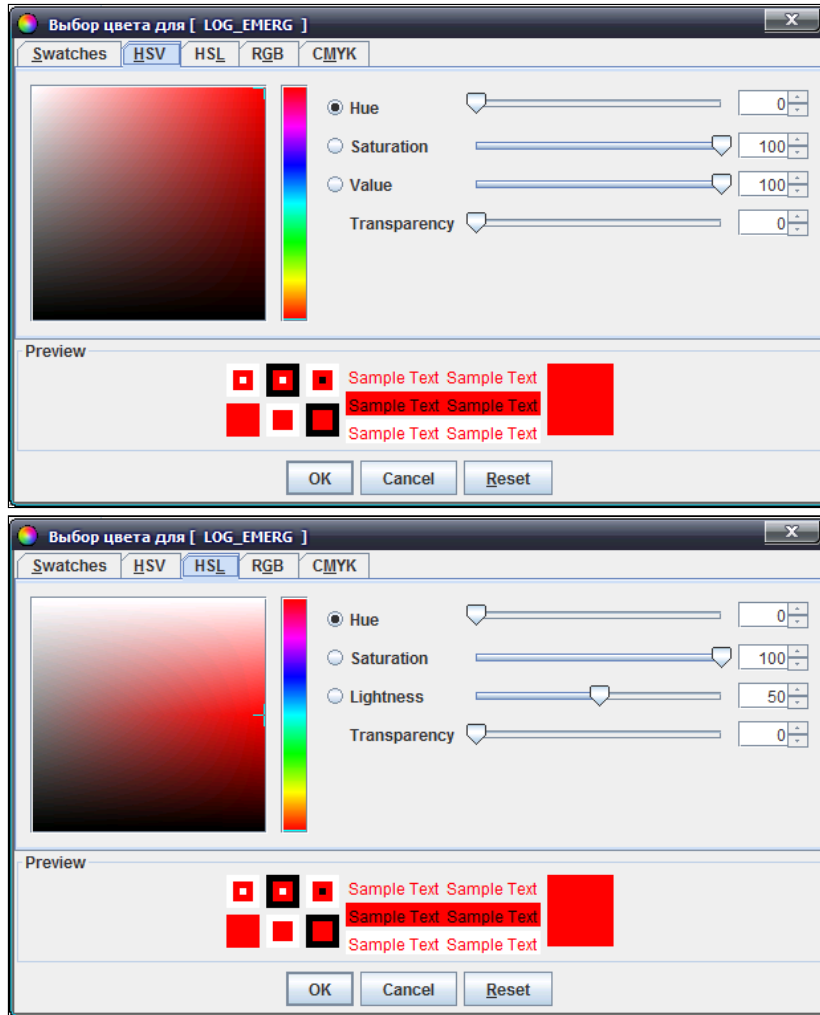 Выбор цвета для [ LOG_EMERG ] X
Swatches HSV HSL RGB CMYK
Hue 0
Saturation 100
Value 100
Transparency 0
Preview
Sample Text Sample Text
Sample Text Sample Text
Sample Text Sample Text
OK Cancel Reset
Выбор цвета для [ LOG_EMERG ] X
Swatches HSV HSL RGB CMYK
Hue 0
Saturation 100
Lightness 50
Transparency 0
Preview
Sample Text Sample Text
Sample Text Sample Text
Sample Text Sample Text
OK Cancel Reset